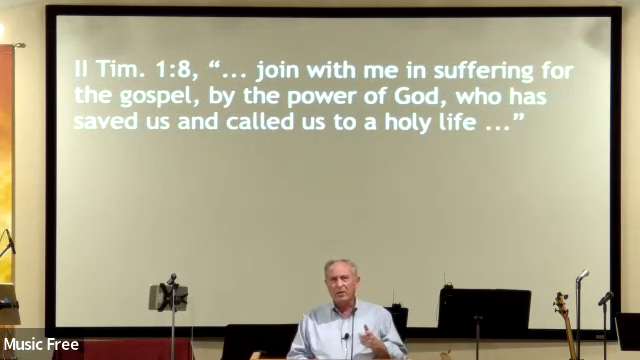 II Tim. 1:8, “... join with me in suffering for
the gospel, by the power of God, who has
saved us and called us to a holy life ...”
Music Free